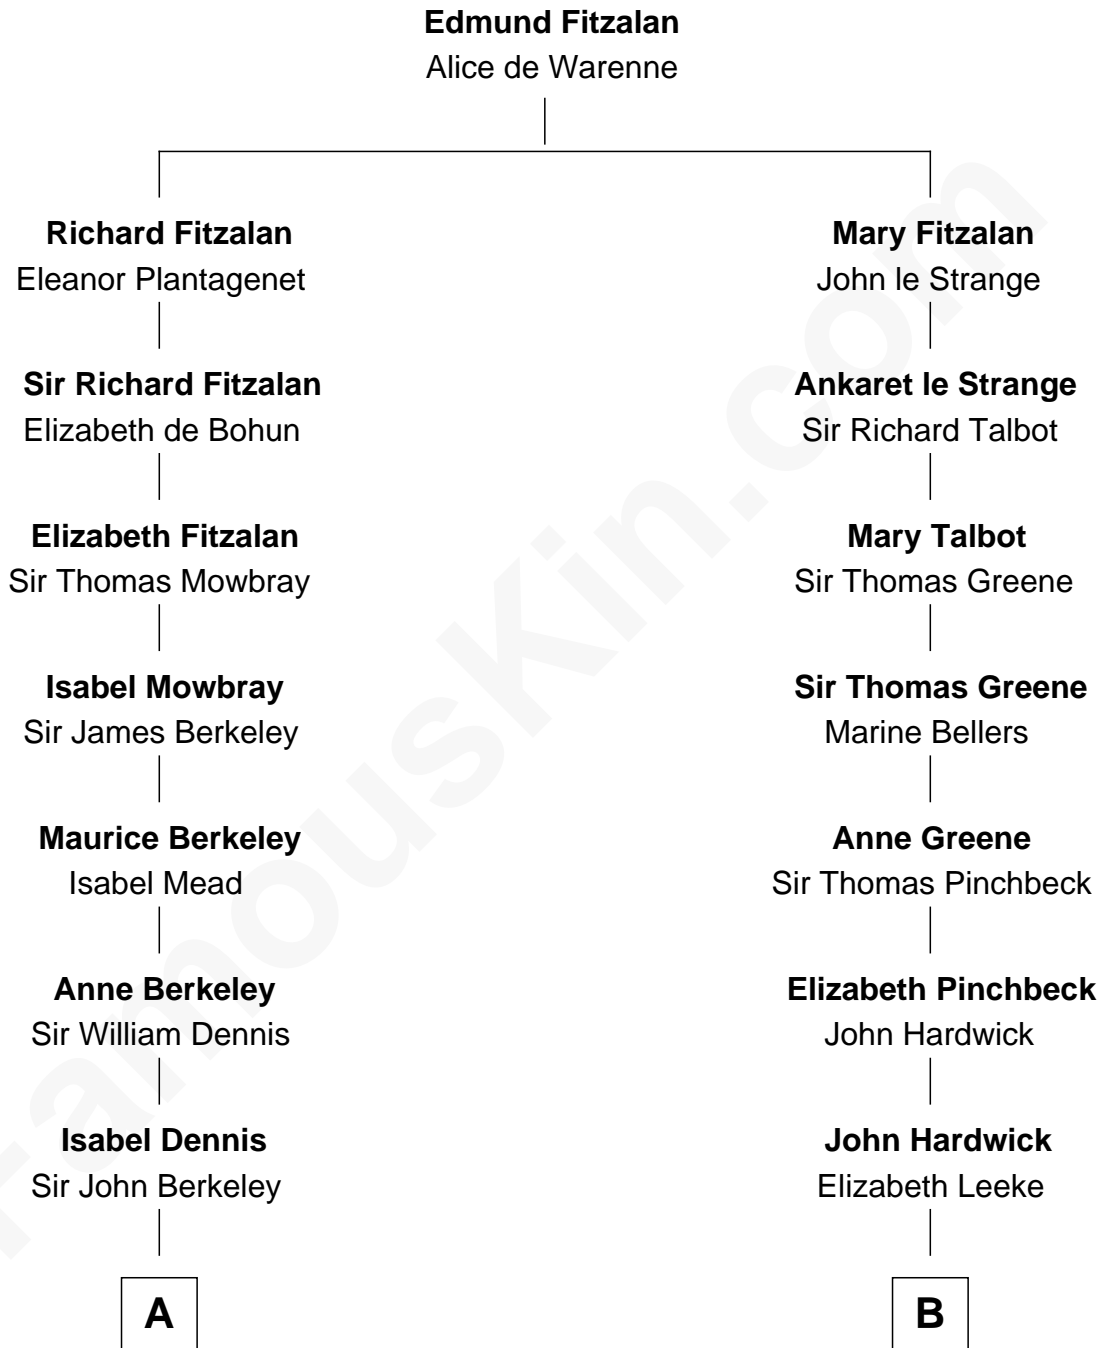 Edmund Fitzalan
Alice de Warenne
Richard Fitzalan
Eleanor Plantagenet
Mary Fitzalan
John le Strange
Sir Richard Fitzalan
Elizabeth de Bohun
Ankaret le Strange
Sir Richard Talbot
Elizabeth Fitzalan
Sir Thomas Mowbray
Mary Talbot
Sir Thomas Greene
Isabel Mowbray
Sir James Berkeley
Sir Thomas Greene
Marine Bellers
Maurice Berkeley
Isabel Mead
Anne Greene
Sir Thomas Pinchbeck
Anne Berkeley
Sir William Dennis
Elizabeth Pinchbeck
John Hardwick
Isabel Dennis
Sir John Berkeley
John Hardwick
Elizabeth Leeke
A
B
FamousKin.com